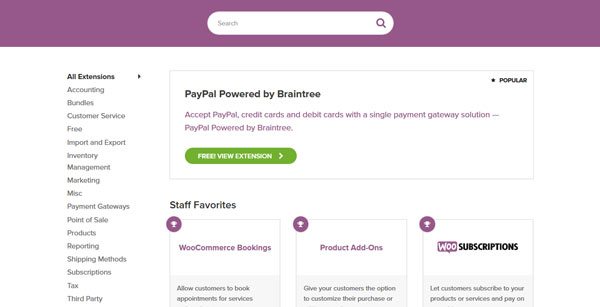 Search
All Extensions
Accounting
Bundles
Customer Service
Free
Import and Export
Inventory
Management
Marketing
Misc
Payment Gateways
Point of Sale
Products
Reporting
Shipping Methods
Subscriptions
Tax
Third Party
POPULAR
PayPal Powered by Braintree
Accept PayPal, credit cards and debit cards with a single payment gateway solution —
PayPal Powered by Braintree.
FREE! VIEW EXTENSION
Staff Favorites
WooCommerce Bookings
Allow customers to book
appointments for services
Product Add-Ons
Give your customers the option
to customize their purchase or
WOO SUBSCRIPTIONS
Let customers subscribe to your
products or services and pay on